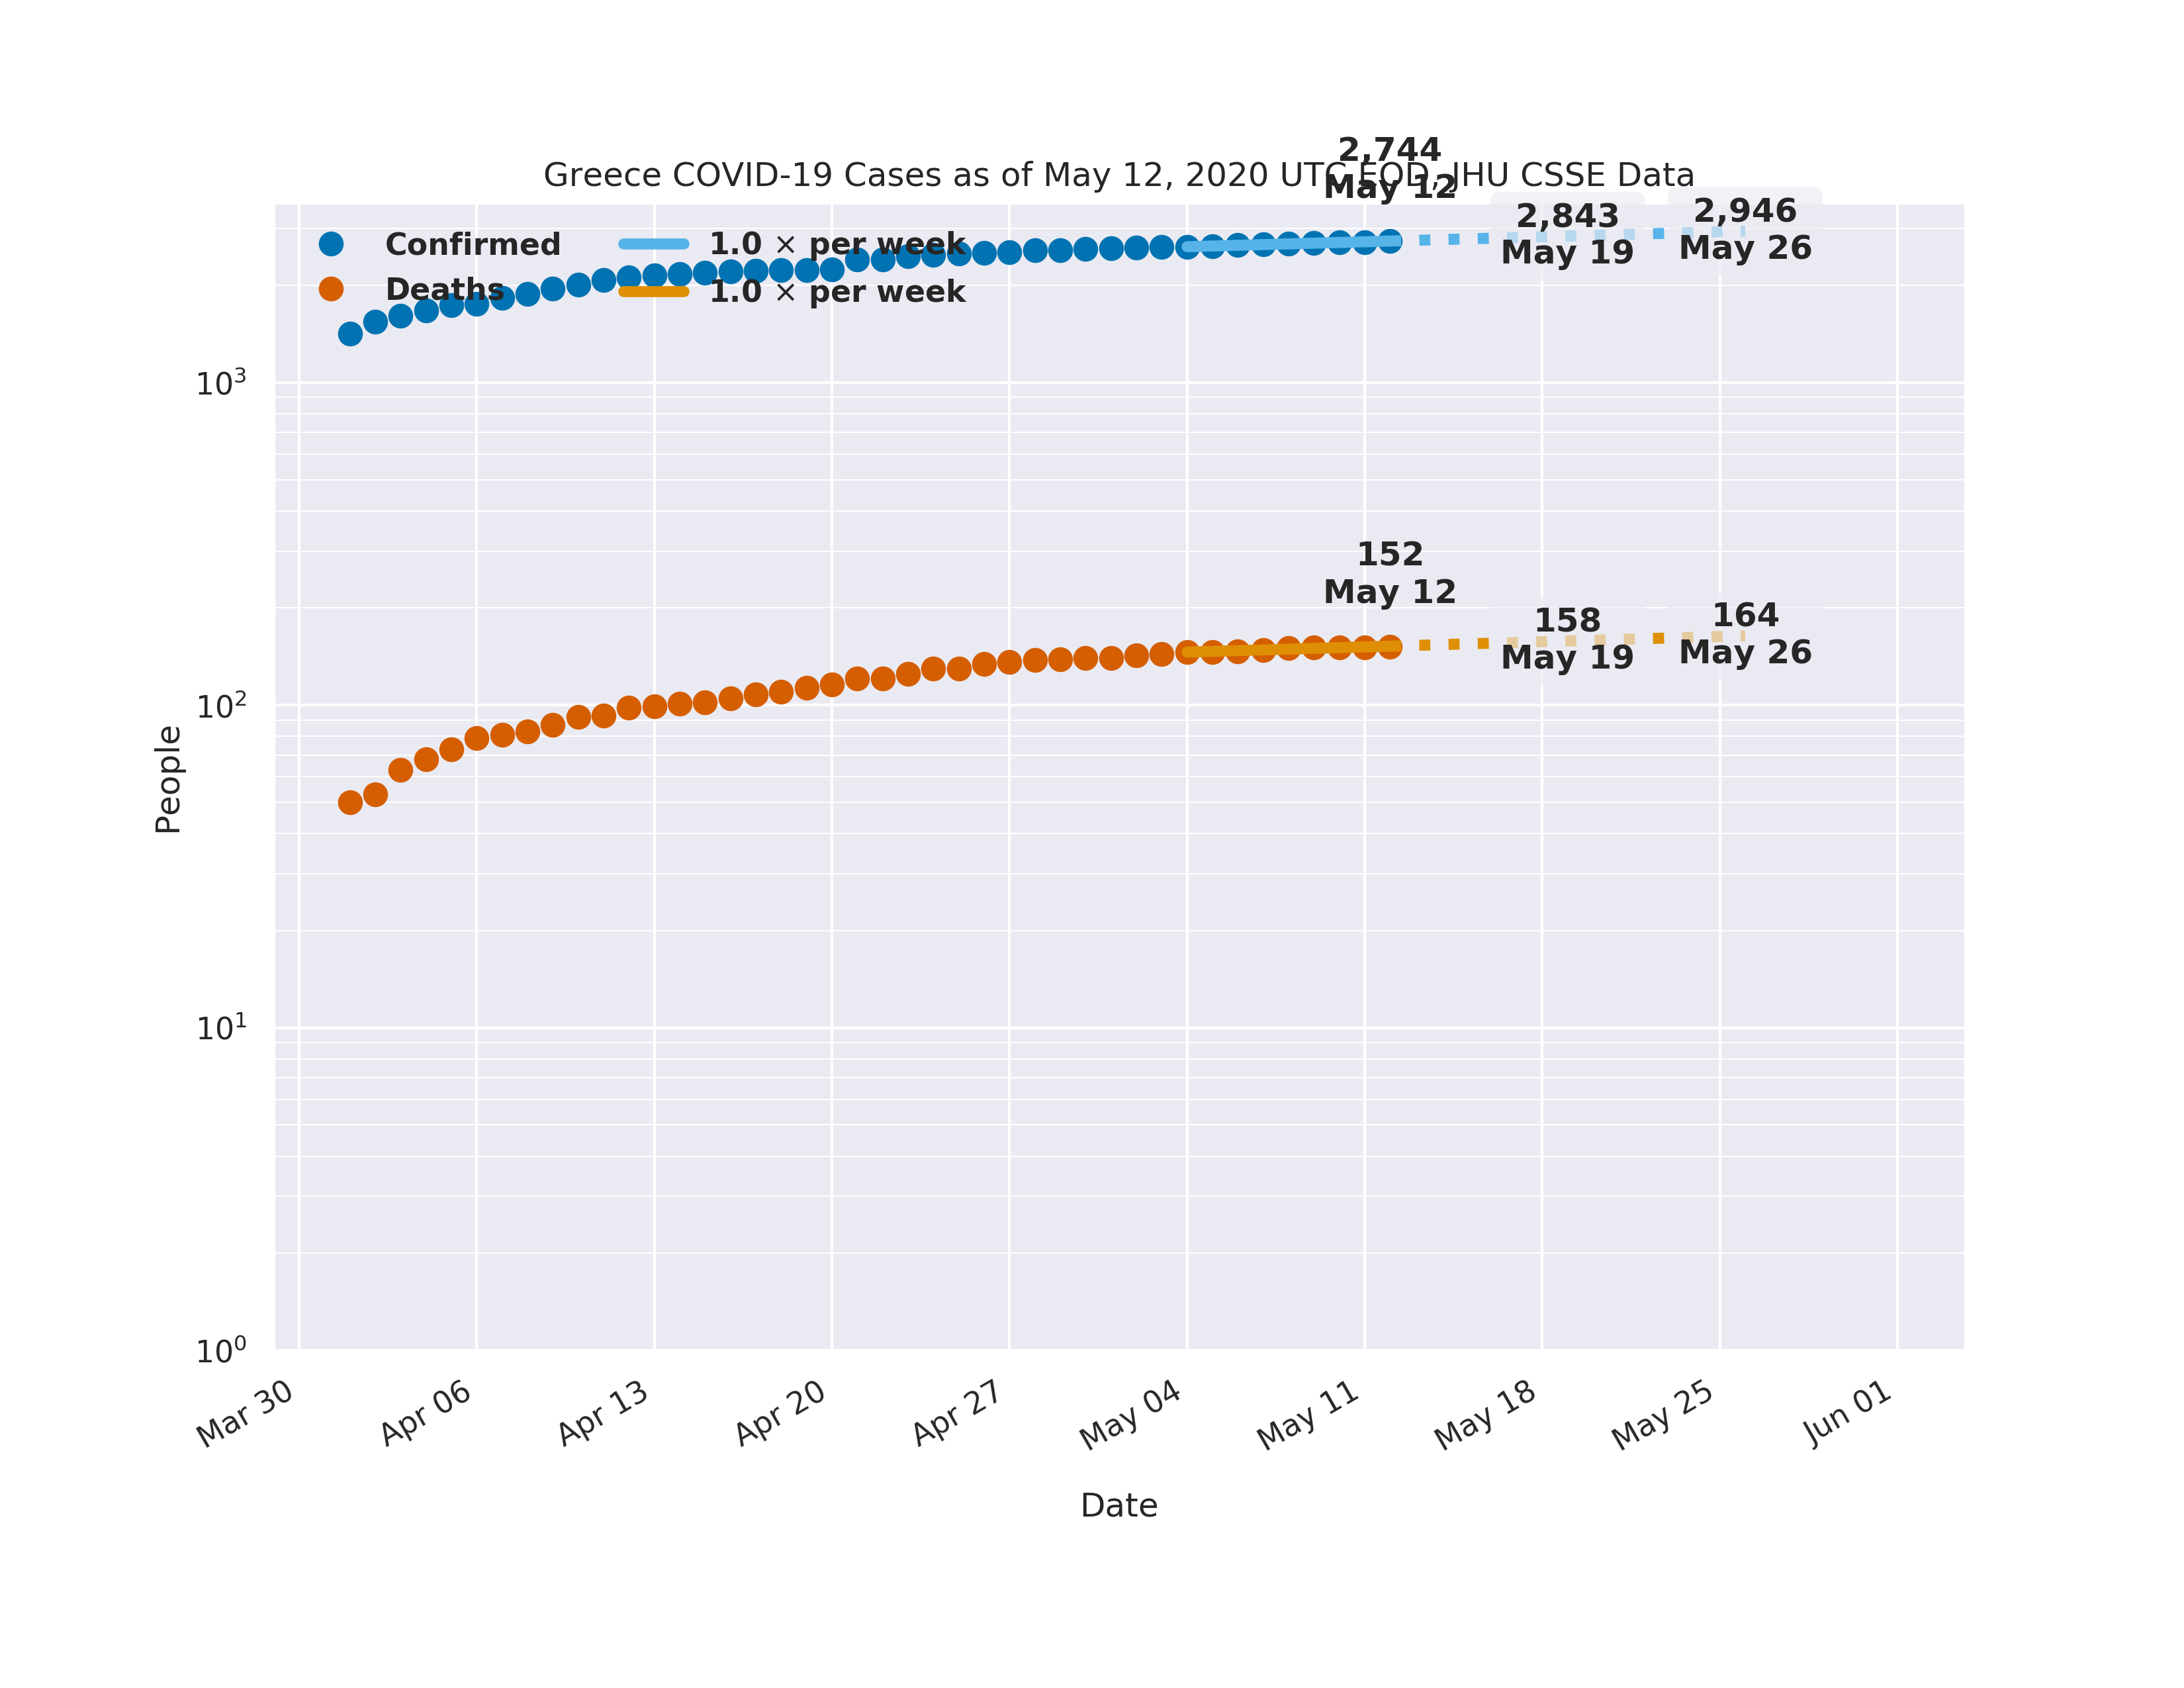 2,744
May 12
Greece COVID-19 Cases as of May 12, 2020 UTC EOD, JHU CSSE Data
2,843
May 19
2,946
May 26
Confirmed
Deaths
1.0 × per week
1.0 × per week
152
May 12
158
May 19
164
May 26
People
10³
10²
10¹
10⁰
Mar 30
Apr 06
Apr 13
Apr 20
Apr 27
May 04
May 11
May 18
May 25
Jun 01
Date